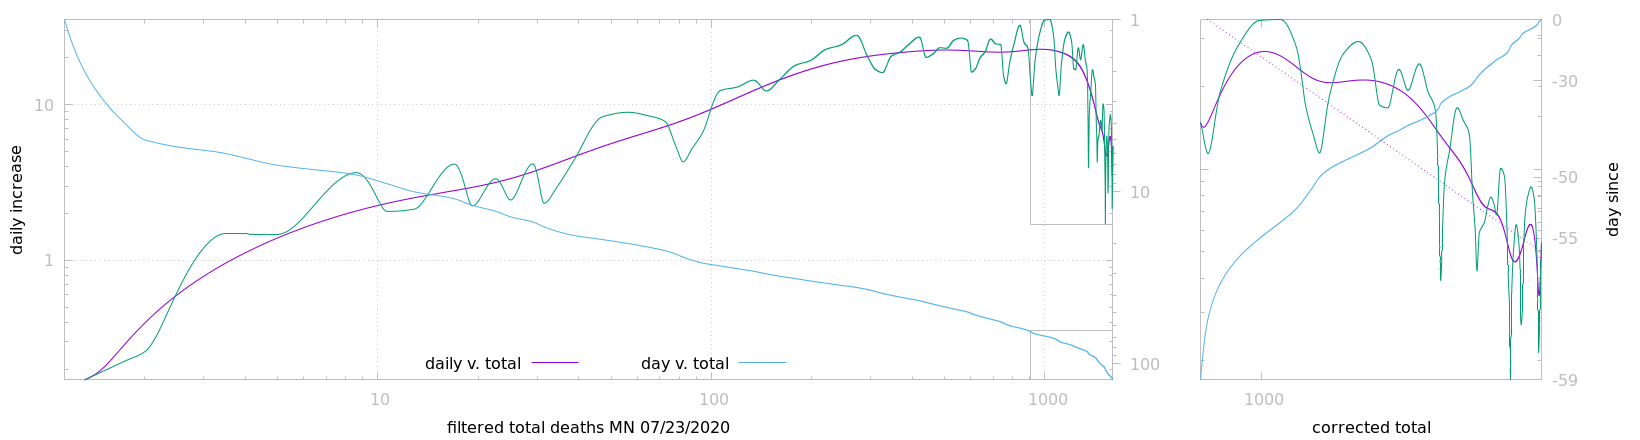 daily increase
10
1
1
10
100
10
100
1000
daily v. total
day v. total
filtered total deaths MN 07/23/2020
0
-30
-50
-55
-59
day since
1000
corrected total